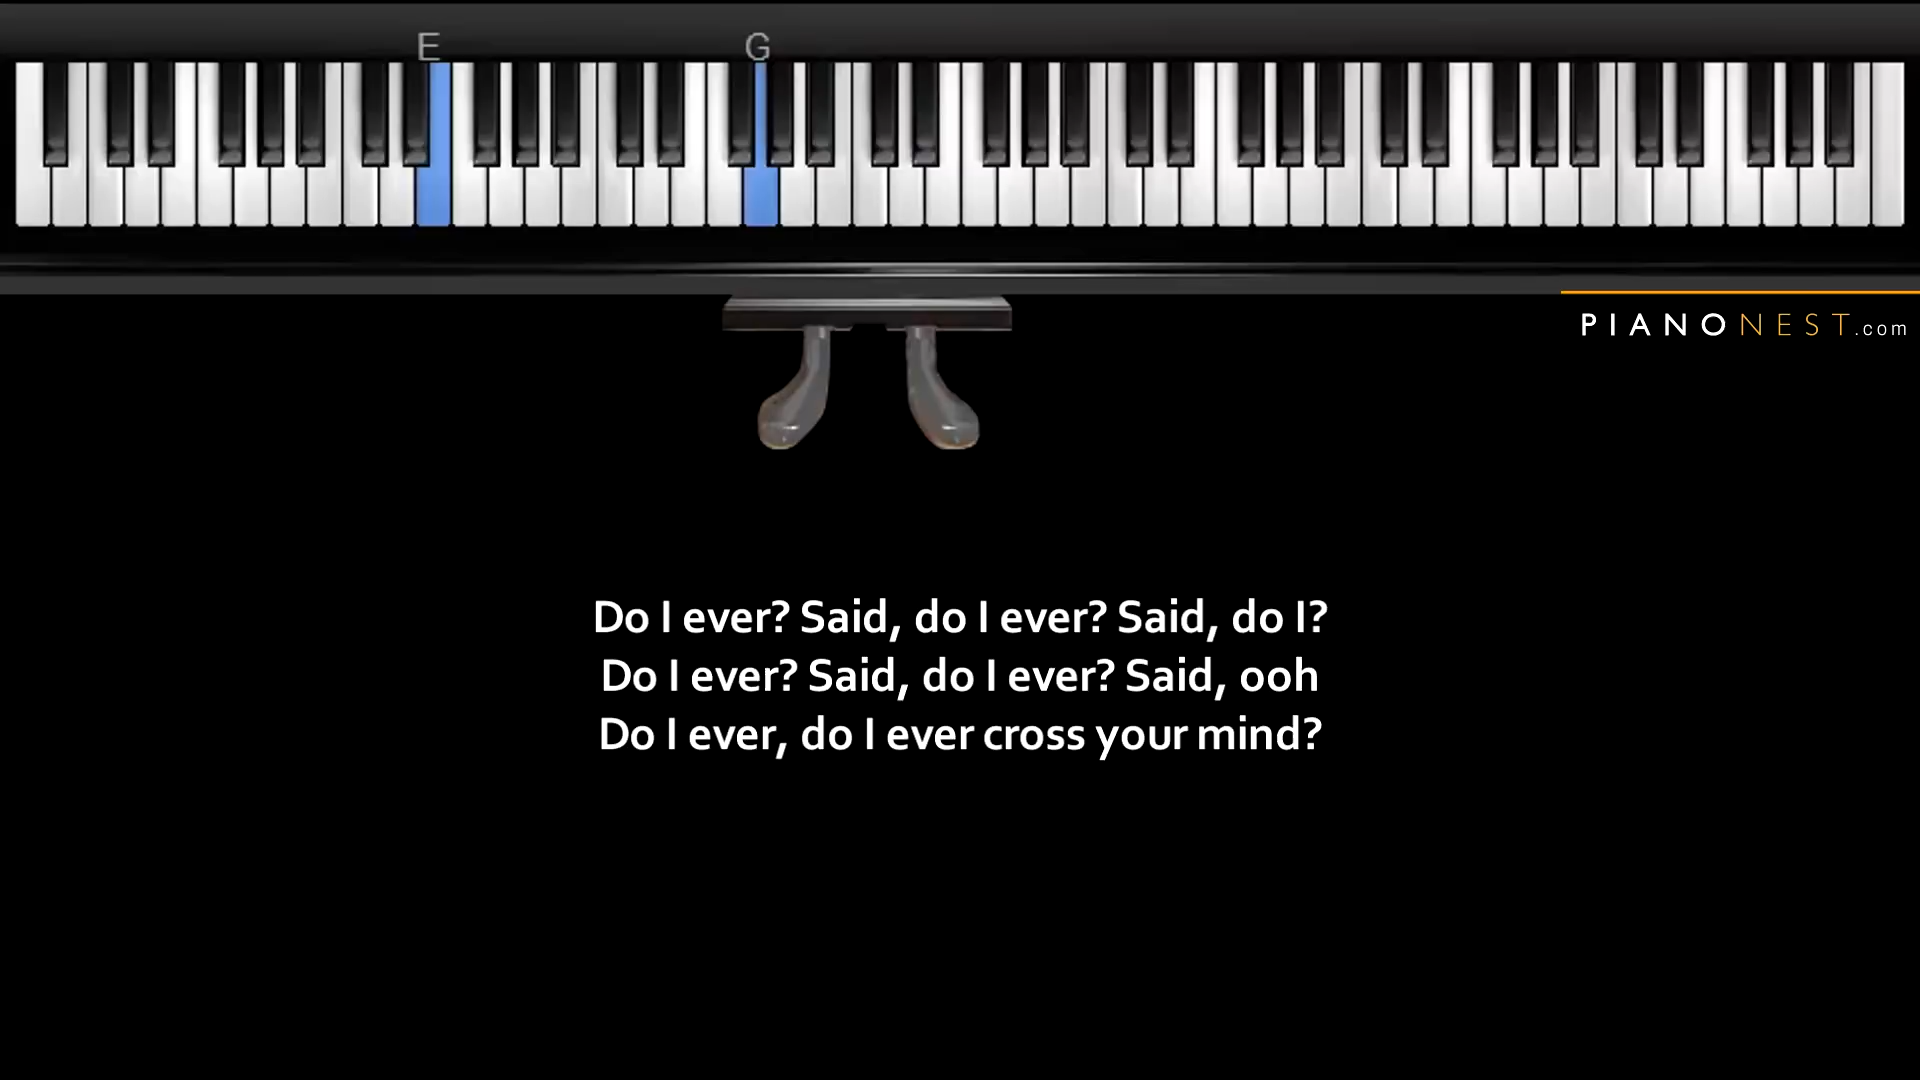 E
G
PIANONEST.com
Do I ever? Said, do I ever? Said, do I?
Do I ever? Said, do I ever? Said, ooh
Do I ever, do I ever cross your mind?